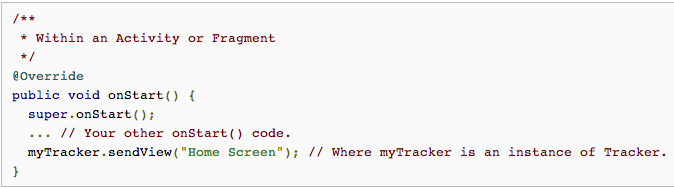 /**
 * Within an Activity or Fragment
 */
@Override
public void onStart() {
  super.onStart();
  ... // Your other onStart() code.
  myTracker.sendView("Home Screen"); // Where myTracker is an instance of Tracker.
}